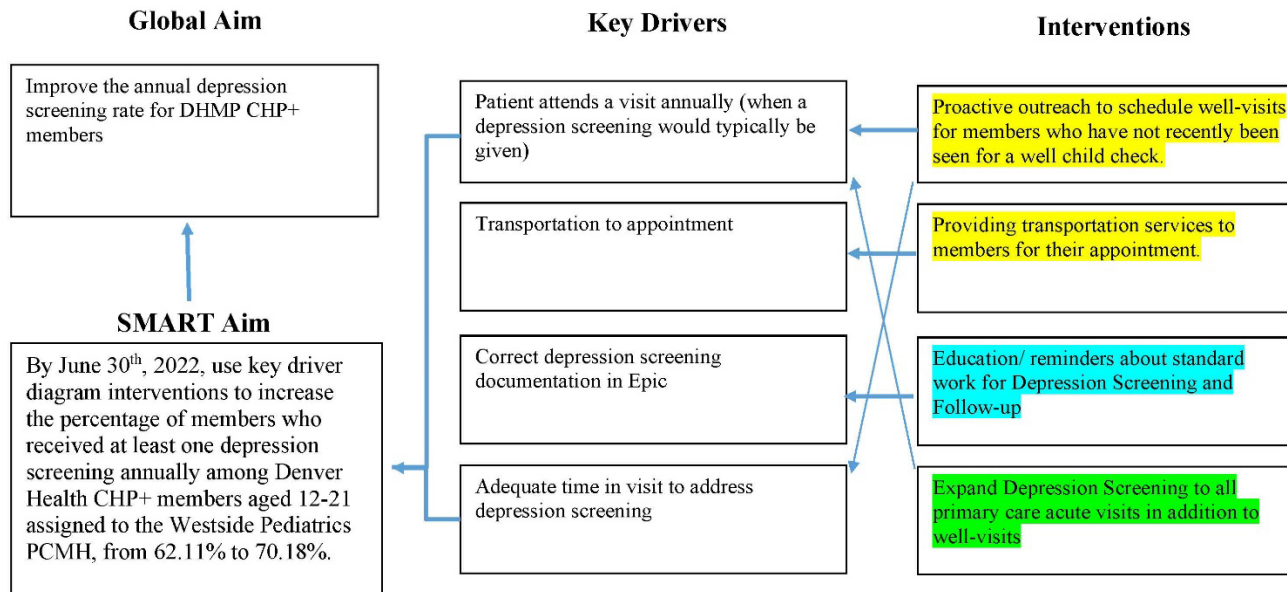 Global Aim
Improve the annual depression
screening rate for DHMP CHP+
members
SMART Aim
By June 30th, 2022, use key driver
diagram interventions to increase
the percentage of members who
received at least one depression
screening annually among Denver
Health CHP+ members aged 12-21
assigned to the Westside Pediatrics
PCMH, from 62.11% to 70.18%.
Key Drivers
Patient attends a visit annually (when a
depression screening would typically be
given)
Transportation to appointment
Correct depression screening
documentation in Epic
Adequate time in visit to address
depression screening
Interventions
Proactive outreach to schedule well-visits
for members who have not recently been
seen for a well child check.
Providing transportation services to
members for their appointment.
Education/ reminders about standard
work for Depression Screening and
Follow-up
Expand Depression Screening to all
primary care acute visits in addition to
well-visits